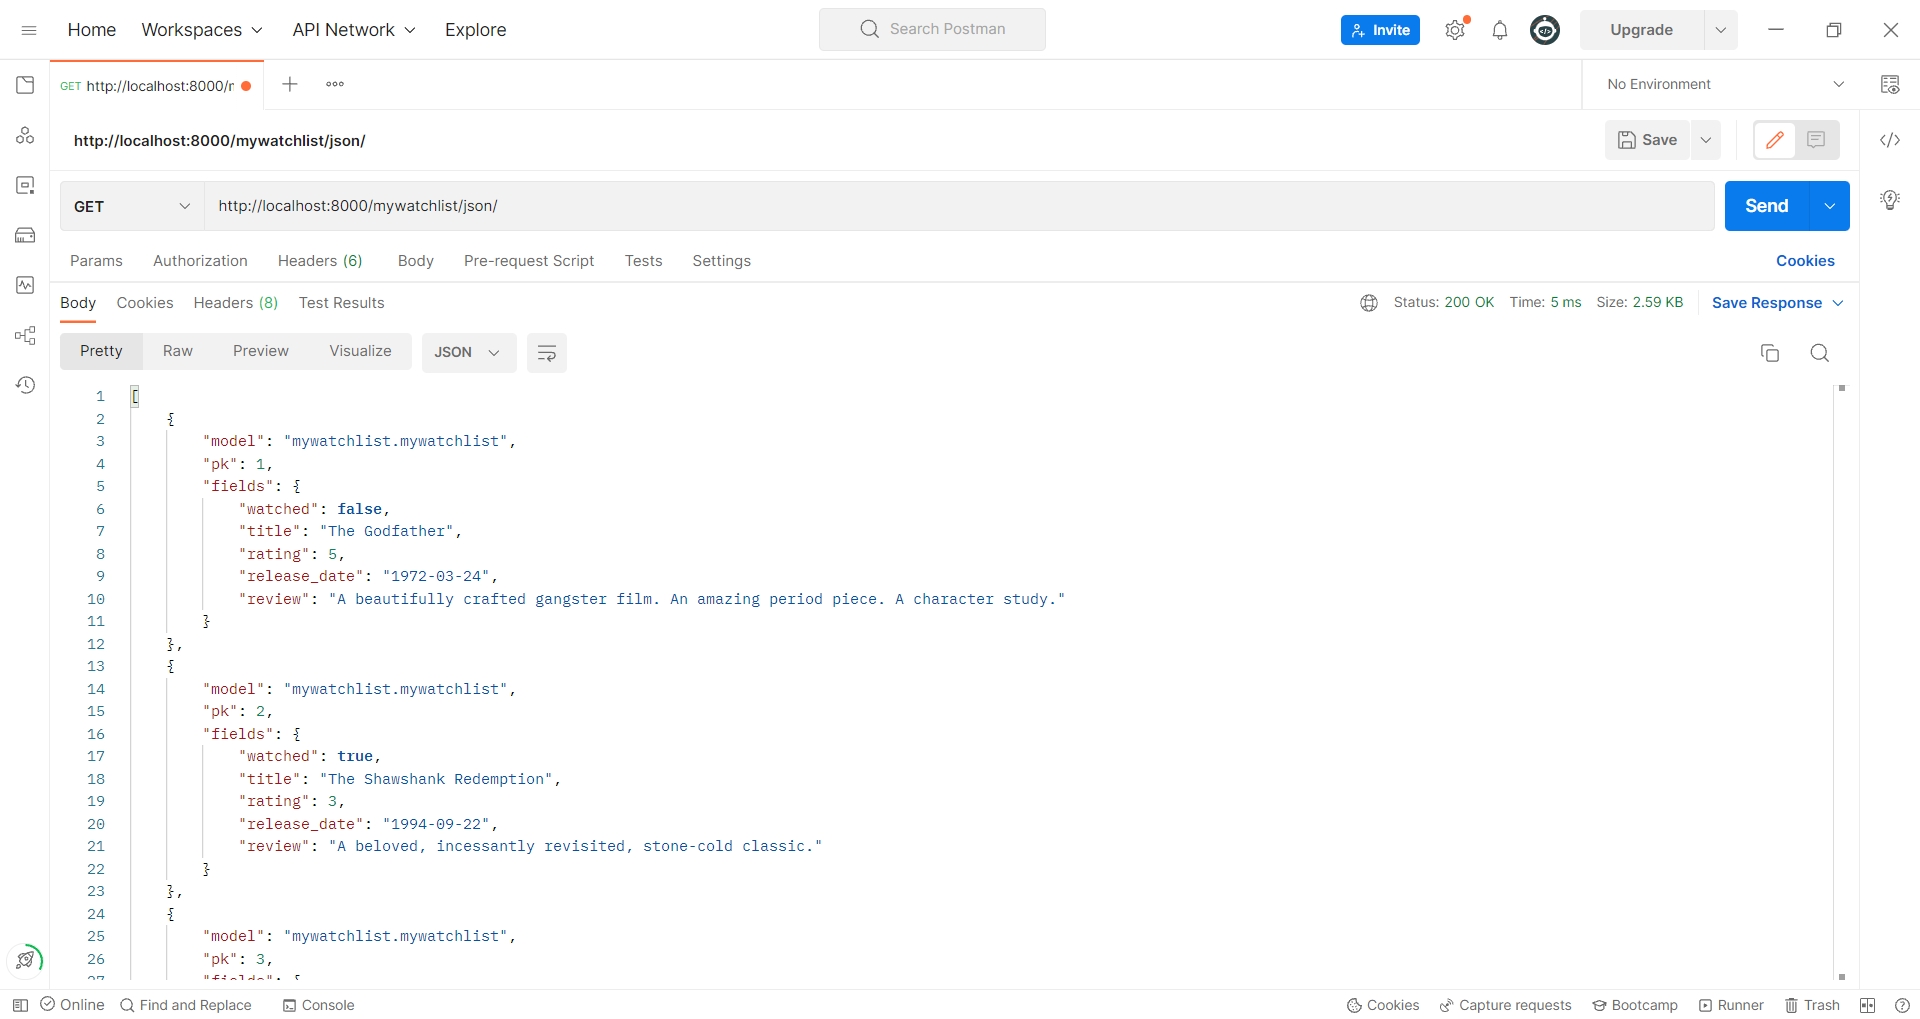 Home Workspaces API Network Explore Search Postman Invite Upgrade
GET http://localhost:8000/ No Environment
http://localhost:8000/mywatchlist/json/ Save
GET http://localhost:8000/mywatchlist/json/ Send
Params Authorization Headers (6) Body Pre-request Script Tests Settings Cookies
Body Cookies Headers (8) Test Results Status: 200 OK Time: 5 ms Size: 2.59 KB Save Response
Pretty Raw Preview Visualize JSON
1 [
2 {
3 "model": "mywatchlist.mywatchlist",
4 "pk": 1,
5 "fields": {
6 "watched": false,
7 "title": "The Godfather",
8 "rating": 5,
9 "release_date": "1972-03-24",
10 "review": "A beautifully crafted gangster film. An amazing period piece. A character study."
11 }
12 },
13 {
14 "model": "mywatchlist.mywatchlist",
15 "pk": 2,
16 "fields": {
17 "watched": true,
18 "title": "The Shawshank Redemption",
19 "rating": 3,
20 "release_date": "1994-09-22",
21 "review": "A beloved, incessantly revisited, stone-cold classic."
22 }
23 },
24 {
25 "model": "mywatchlist.mywatchlist",
26 "pk": 3,
27 "fields": {
Online Find and Replace Console Cookies Capture requests Bootcamp Runner Trash